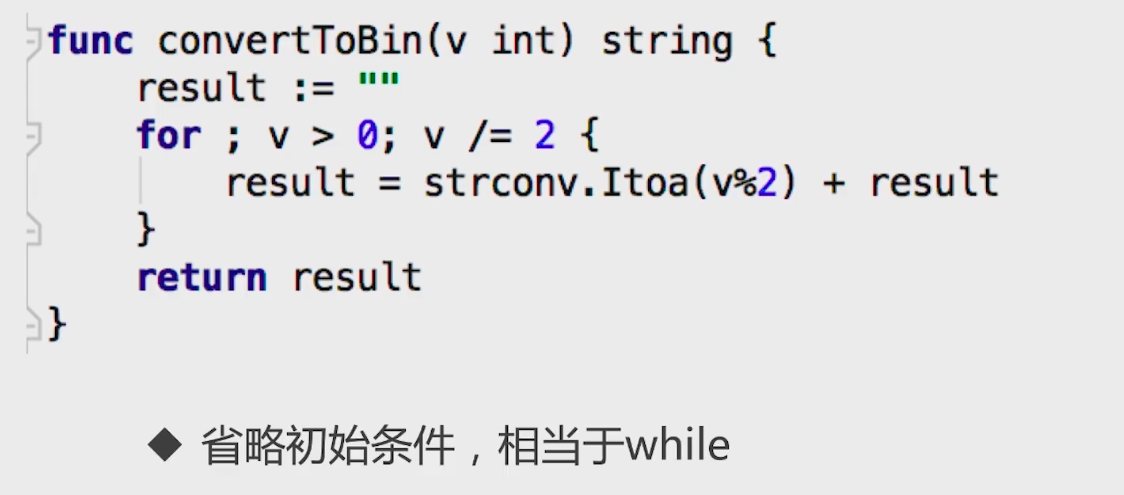 func convertToBin(v int) string {
    result := ""
    for ; v > 0; v /= 2 {
        result = strconv.Itoa(v%2) + result
    }
    return result
}
◆ 省略初始条件，相当于while